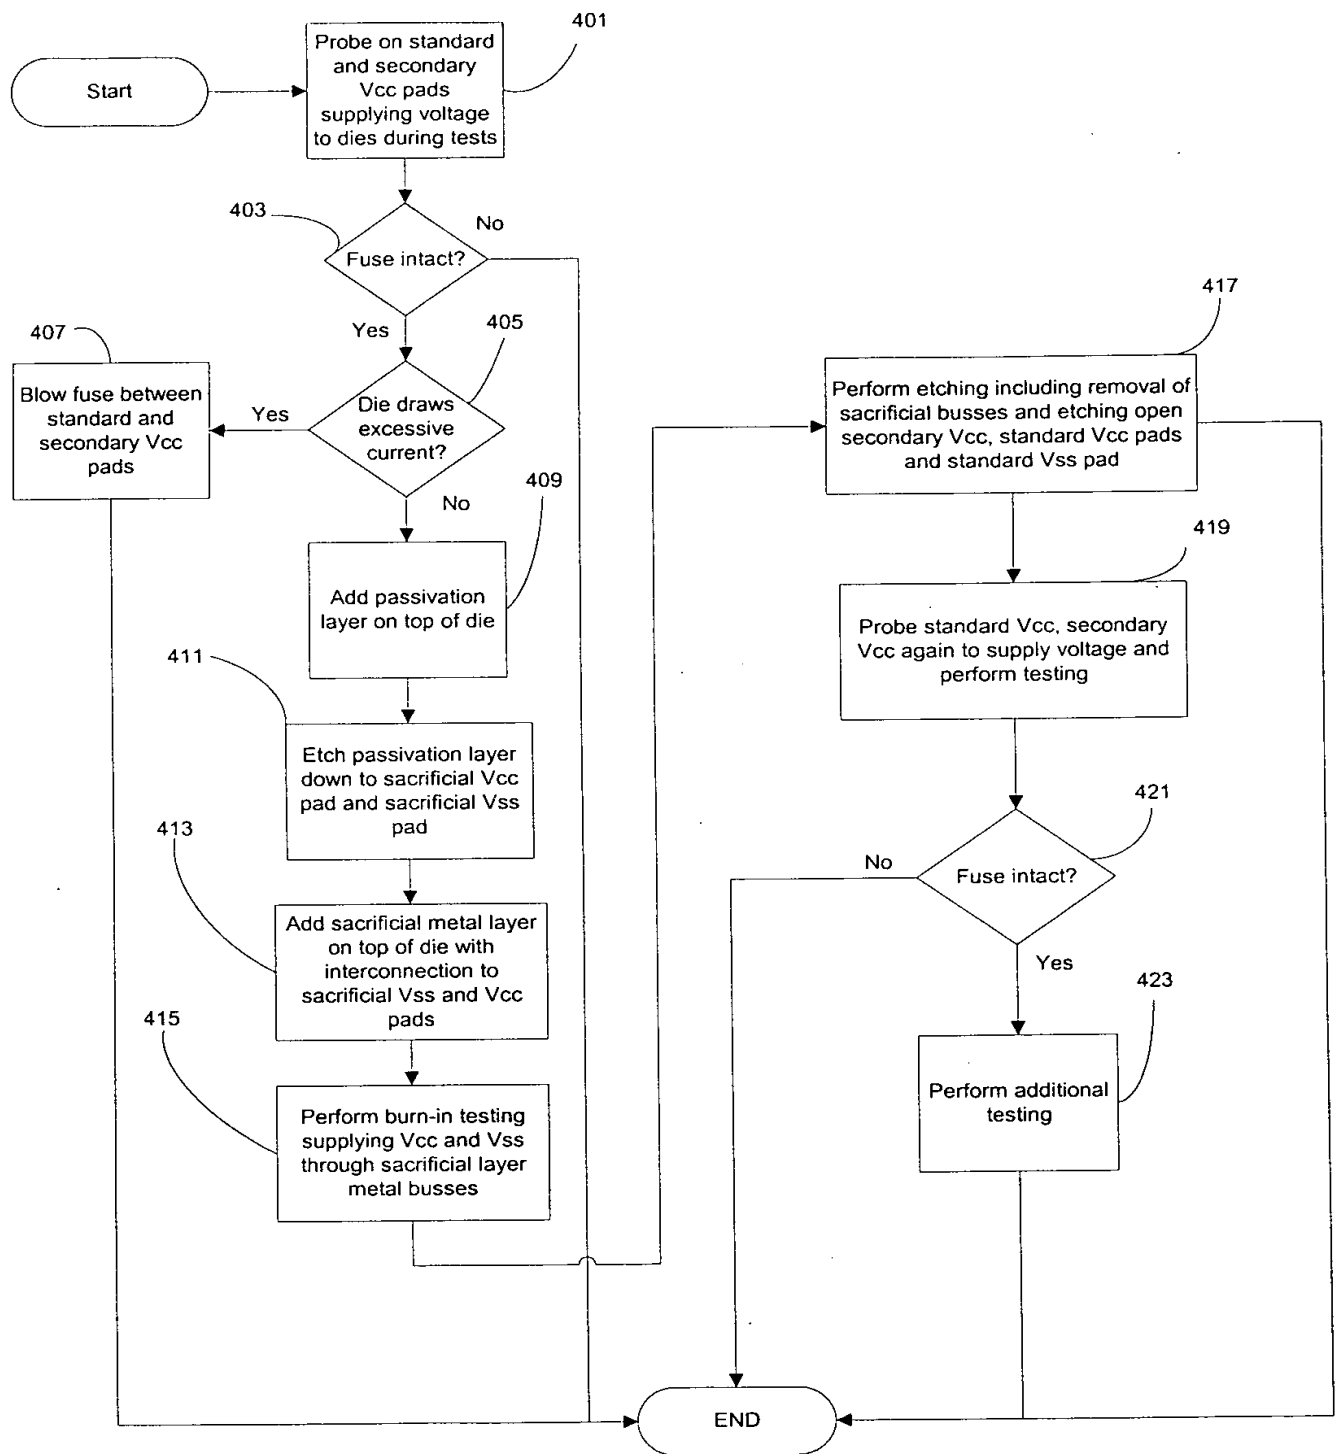 401
Probe on standard
and secondary
Vcc pads
supplying voltage
to dies during tests
Start
403
No
Fuse intact?
Yes
405
407
Blow fuse between
standard and
secondary Vcc
pads
Yes
Die draws
excessive
current?
No
409
Add passivation
layer on top of die
411
Etch passivation layer
down to sacrificial Vcc
pad and sacrificial Vss
pad
413
Add sacrificial metal layer
on top of die with
interconnection to
sacrificial Vss and Vcc
pads
415
Perform burn-in testing
supplying Vcc and Vss
through sacrificial layer
metal busses
417
Perform etching including removal of
sacrificial busses and etching open
secondary Vcc, standard Vcc pads
and standard Vss pad
419
Probe standard Vcc, secondary
Vcc again to supply voltage and
perform testing
421
No
Fuse intact?
Yes
423
Perform additional
testing
END